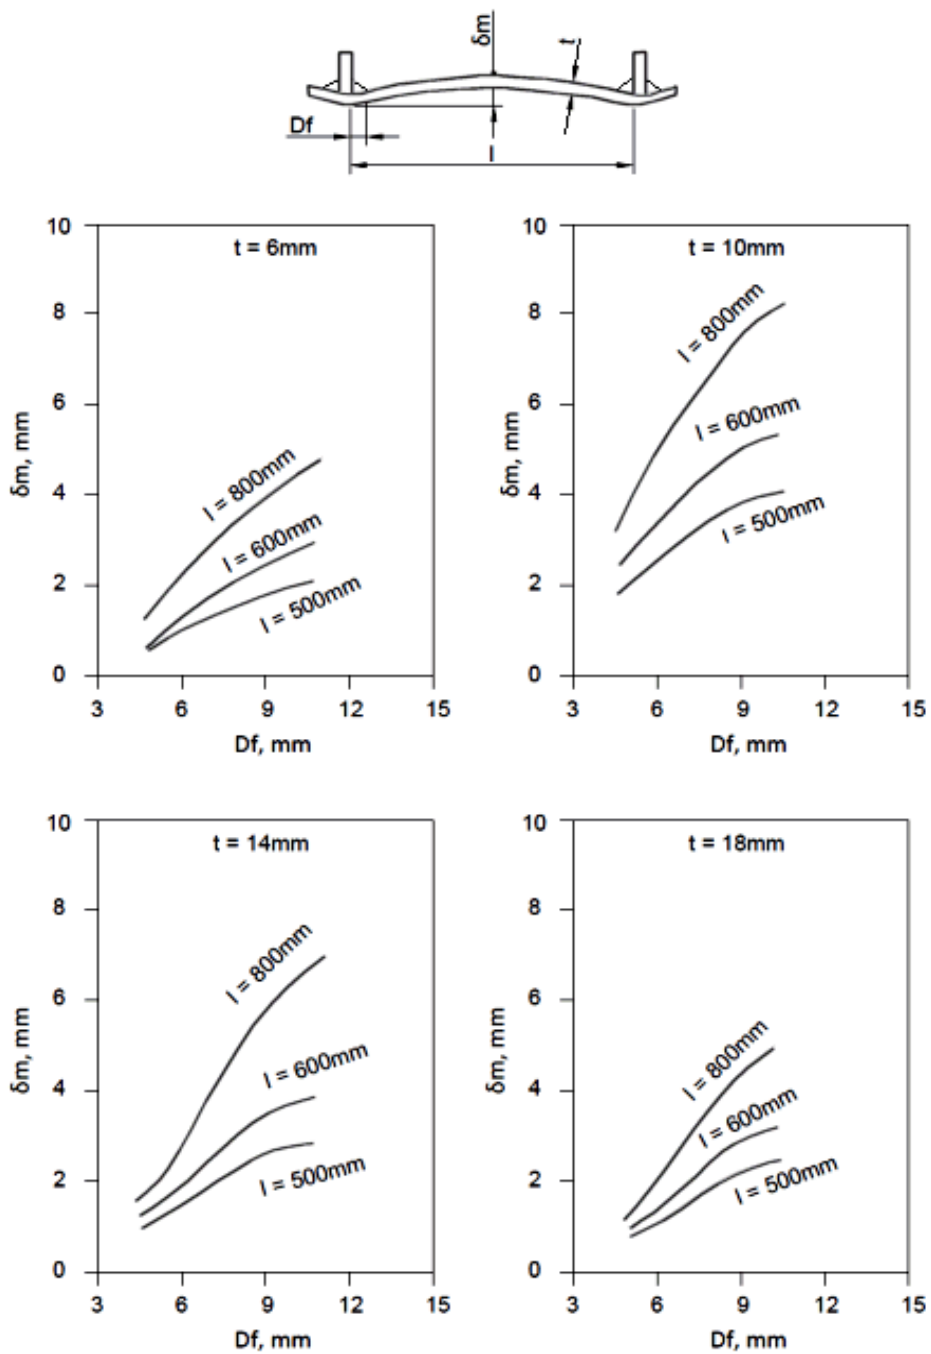 δm
t
Df
l
10
8
6
4
2
0
δm, mm
t = 6mm
l = 800mm
l = 600mm
l = 500mm
3 6 9 12 15
Df, mm
10
8
6
4
2
0
δm, mm
t = 10mm
l = 800mm
l = 600mm
l = 500mm
3 6 9 12 15
Df, mm
10
8
6
4
2
0
δm, mm
t = 14mm
l = 800mm
l = 600mm
l = 500mm
3 6 9 12 15
Df, mm
10
8
6
4
2
0
δm, mm
t = 18mm
l = 800mm
l = 600mm
l = 500mm
3 6 9 12 15
Df, mm